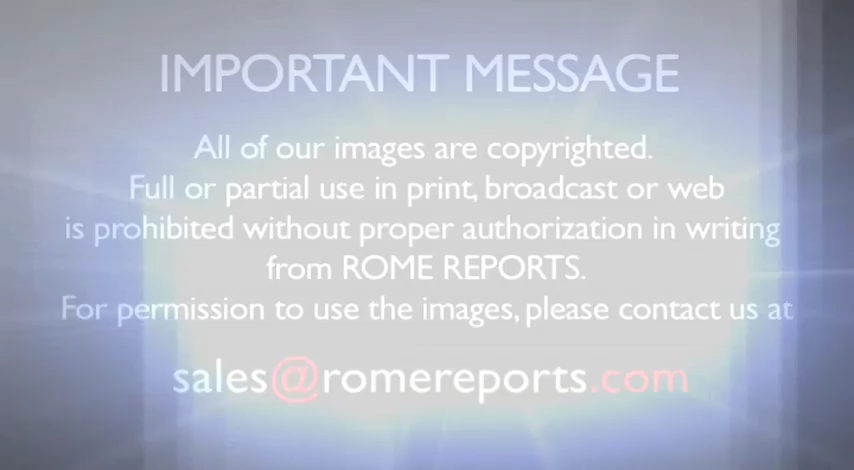 IMPORTANT MESSAGE
All of our images are copyrighted.
Full or partial use in print, broadcast or web
is prohibited without proper authorization in writing
from ROME REPORTS.
For permission to use the images, please contact us at
sales@romereports.com